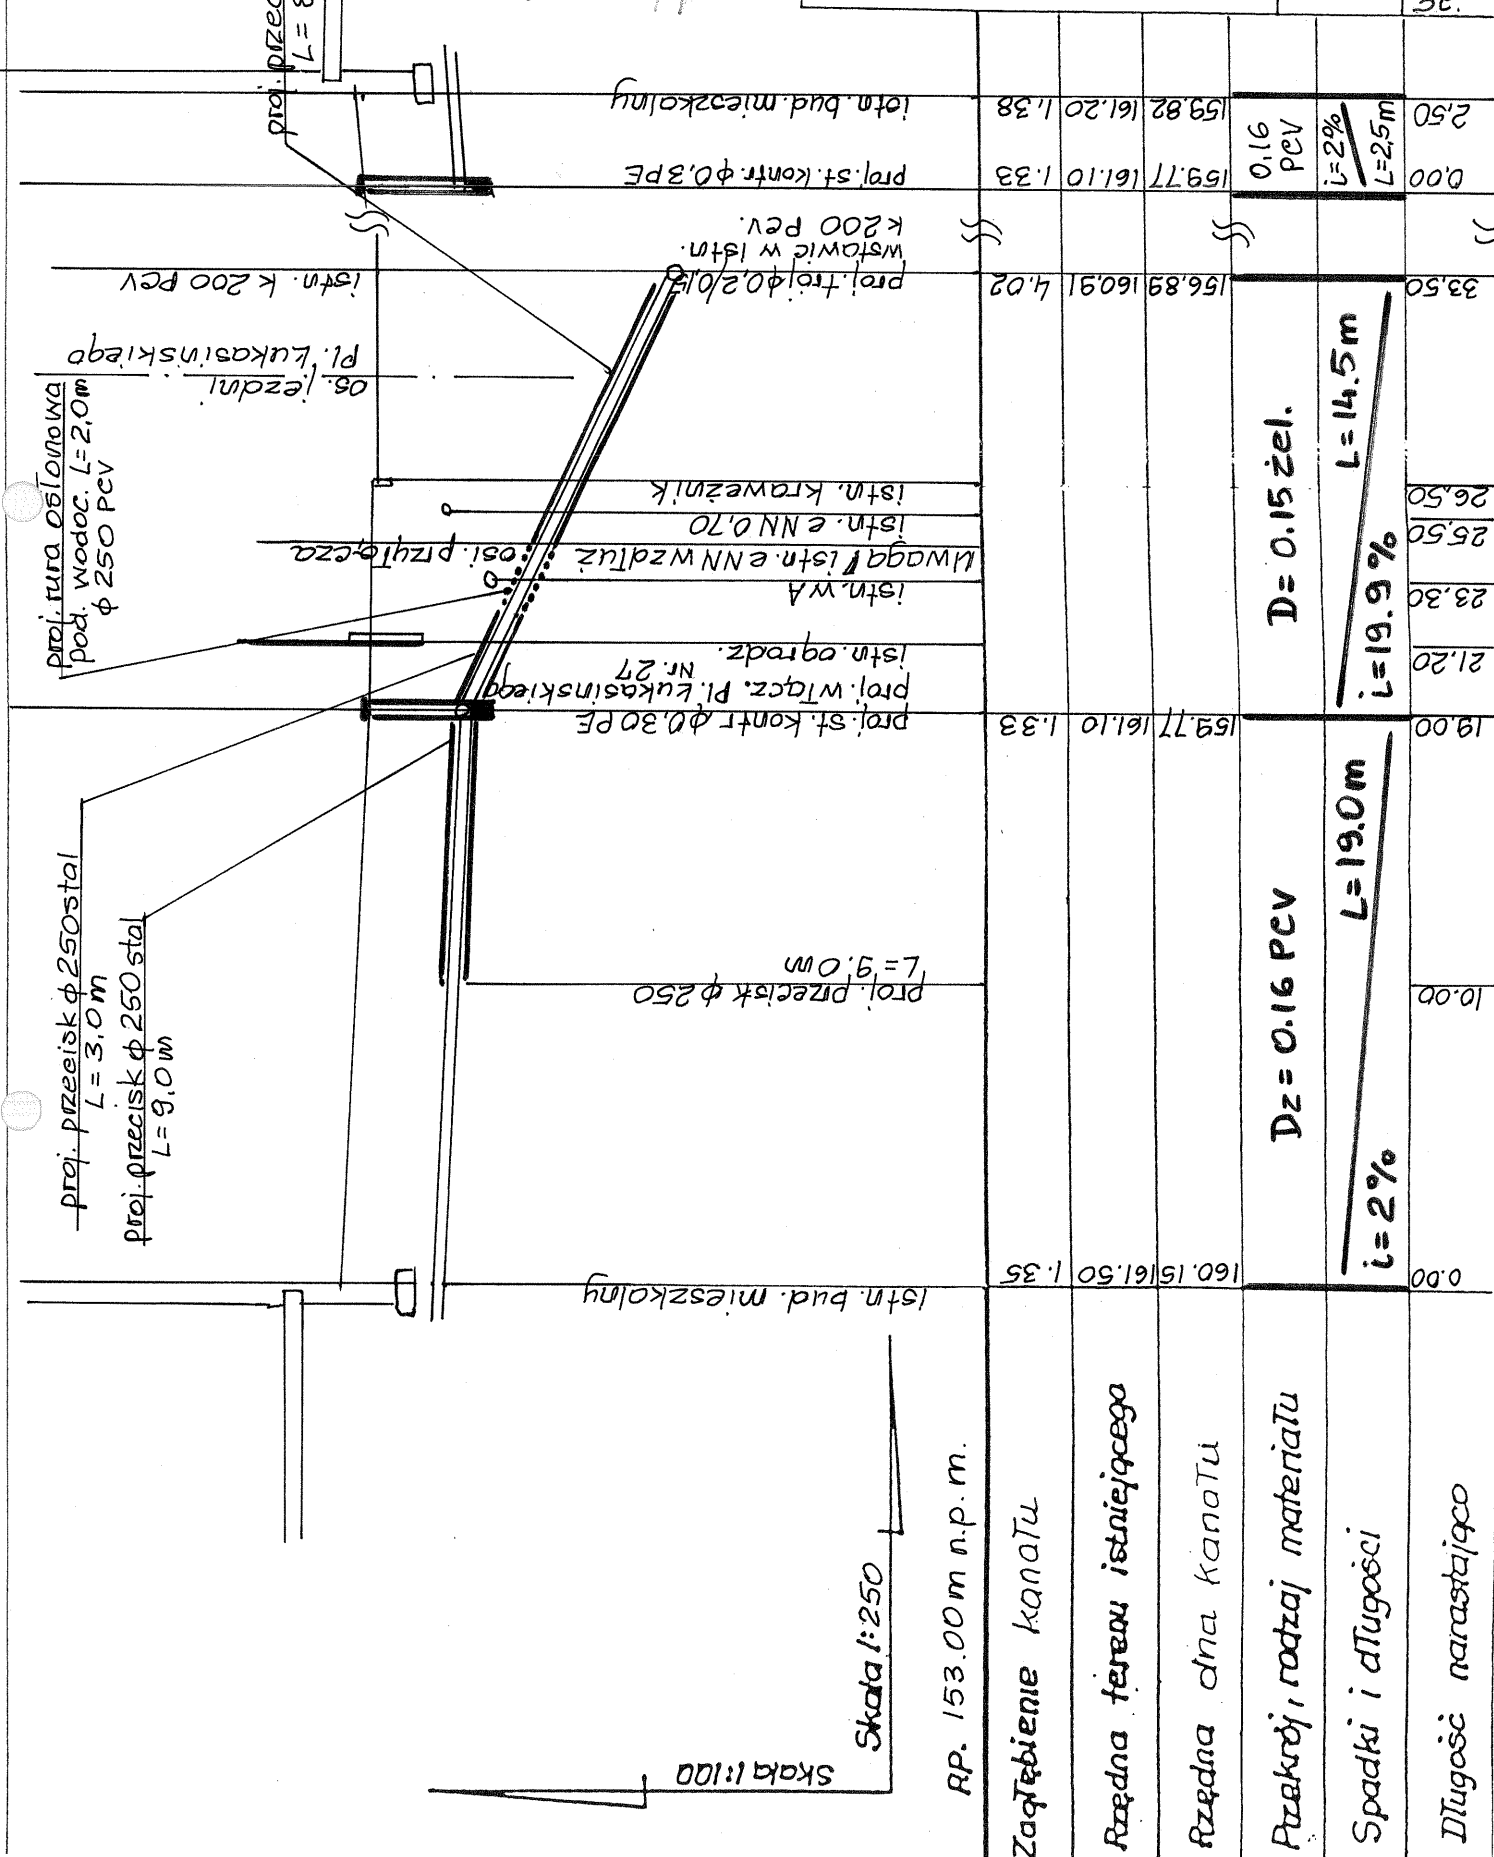 proj. przecisk ϕ 250 stal
L = 3,0 m
proj. przecisk ϕ 250 stal
L = 9,0 m
proj. rura osłonowa
pod. wodoc. L = 2,0m
ϕ 250 PCV
proj. przec
L = 8
istn. bud. mieszkalny
proj. przecisk ϕ 250
L = 9.0 m
proj. st. kontr. ϕ 0,30 PE
proj. włącz. Pl. Łukasińskiego
Nr. 27
istn. ogrodz.
istn. w A
Uwaga! istn. e NN wzdłuż osi. przyłącza
istn. e NN 0,70
istn. krawężnik
oś. jezdni
Pl. Łukasińskiego
istn. k 200 PCV
proj. trój ϕ 0,2/0,15
wstawić w istn.
k 200 PCV.
proj. st. kontr. ϕ 0,3 PE
istn. bud. mieszkalny
Skala 1:100
Skala 1:250
RP. 153.00 m n.p.m.
Zagłębienie kanału
1.35
1.33
4.02
1.33
1.38
Rzędna terenu istniejącego
161.50
161.10
160.91
161.10
161.20
Rzędna dna kanału
160.15
159.77
156.89
159.77
159.82
Przekrój, rodzaj materiału
Dz = 0.16 PCV
D = 0.15 żel.
0,16
PCV
Spadki i długości
i = 2%
L = 19.0 m
i = 19.9 %
L = 14.5 m
i = 2%
L = 2,5 m
Długość narastająco
0.00
10.00
19.00
21,20
23.30
25,50
26,50
33,50
0,00
2,50